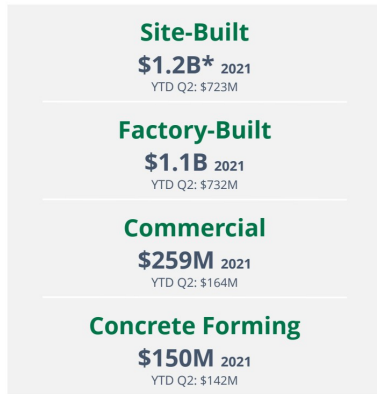 Site-Built
$1.2B* 2021
YTD Q2: $723M
Factory-Built
$1.1B 2021
YTD Q2: $732M
Commercial
$259M 2021
YTD Q2: $164M
Concrete Forming
$150M 2021
YTD Q2: $142M